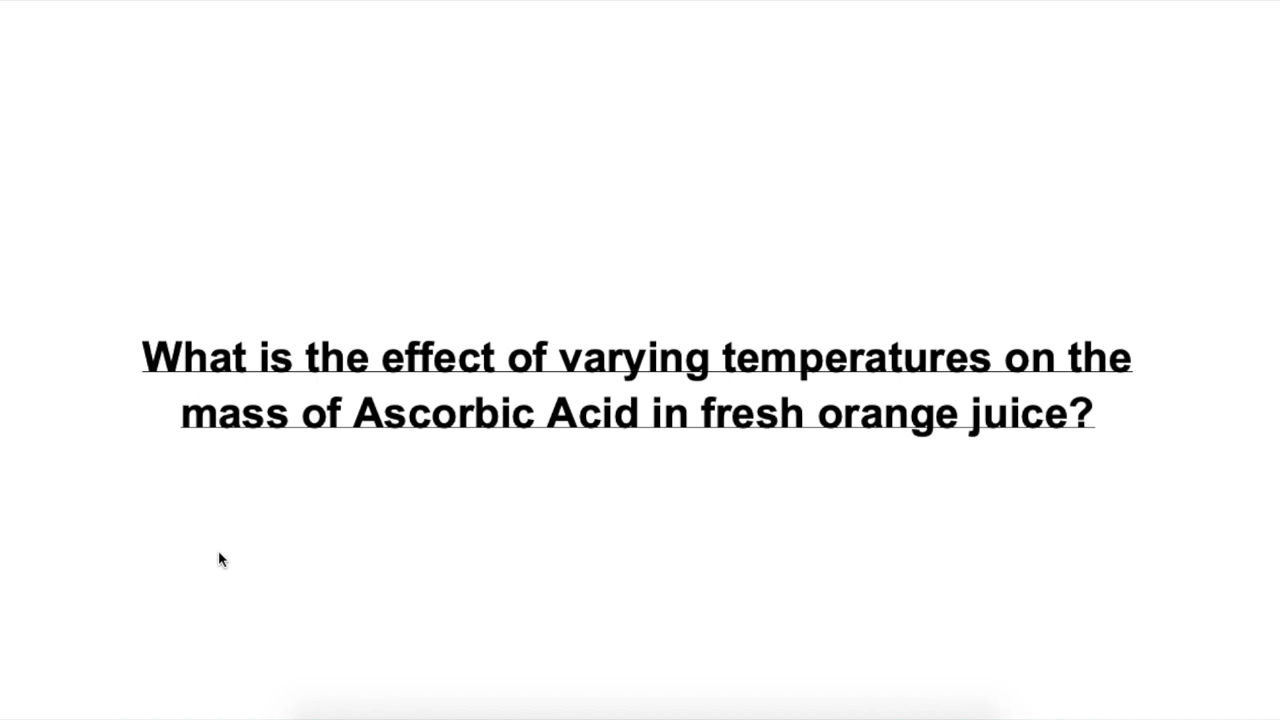 What is the effect of varying temperatures on the
mass of Ascorbic Acid in fresh orange juice?